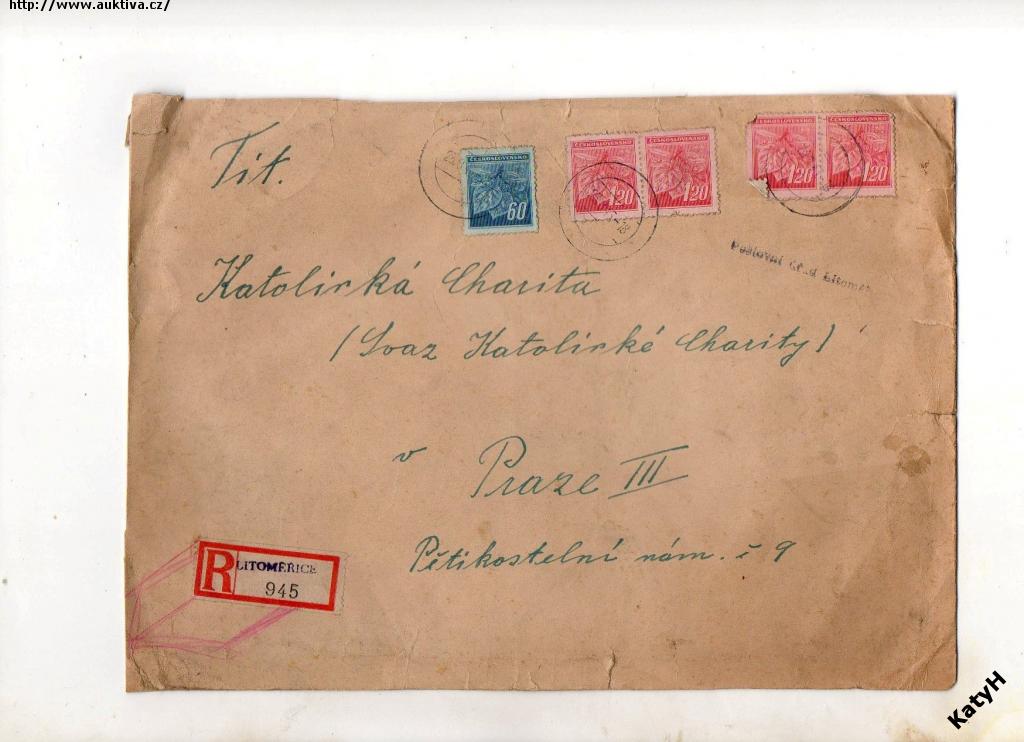 http://www.auktiva.cz/
Tit.
ČESKOSLOVENSKO
60
ČESKOSLOVENSKO
1.20
ČESKOSLOVENSKO
1.20
ČESKOSLOVENSKO
1.20
ČESKOSLOVENSKO
1.20
Poštovní
Katolická Charita
(Svaz Katolické Charity)
v Praze III
Pětikostelní nám. č 9
R LITOMĚŘICE
945
KatyH